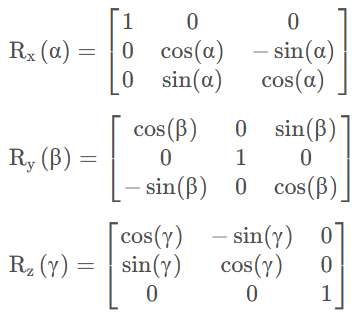 1 0 0
Rₓ (α) = 0 cos(α) – sin(α)
0 sin(α) cos(α)
cos(β) 0 sin(β)
R_y (β) = 0 1 0
– sin(β) 0 cos(β)
cos(γ) – sin(γ) 0
R_z (γ) = sin(γ) cos(γ) 0
0 0 1